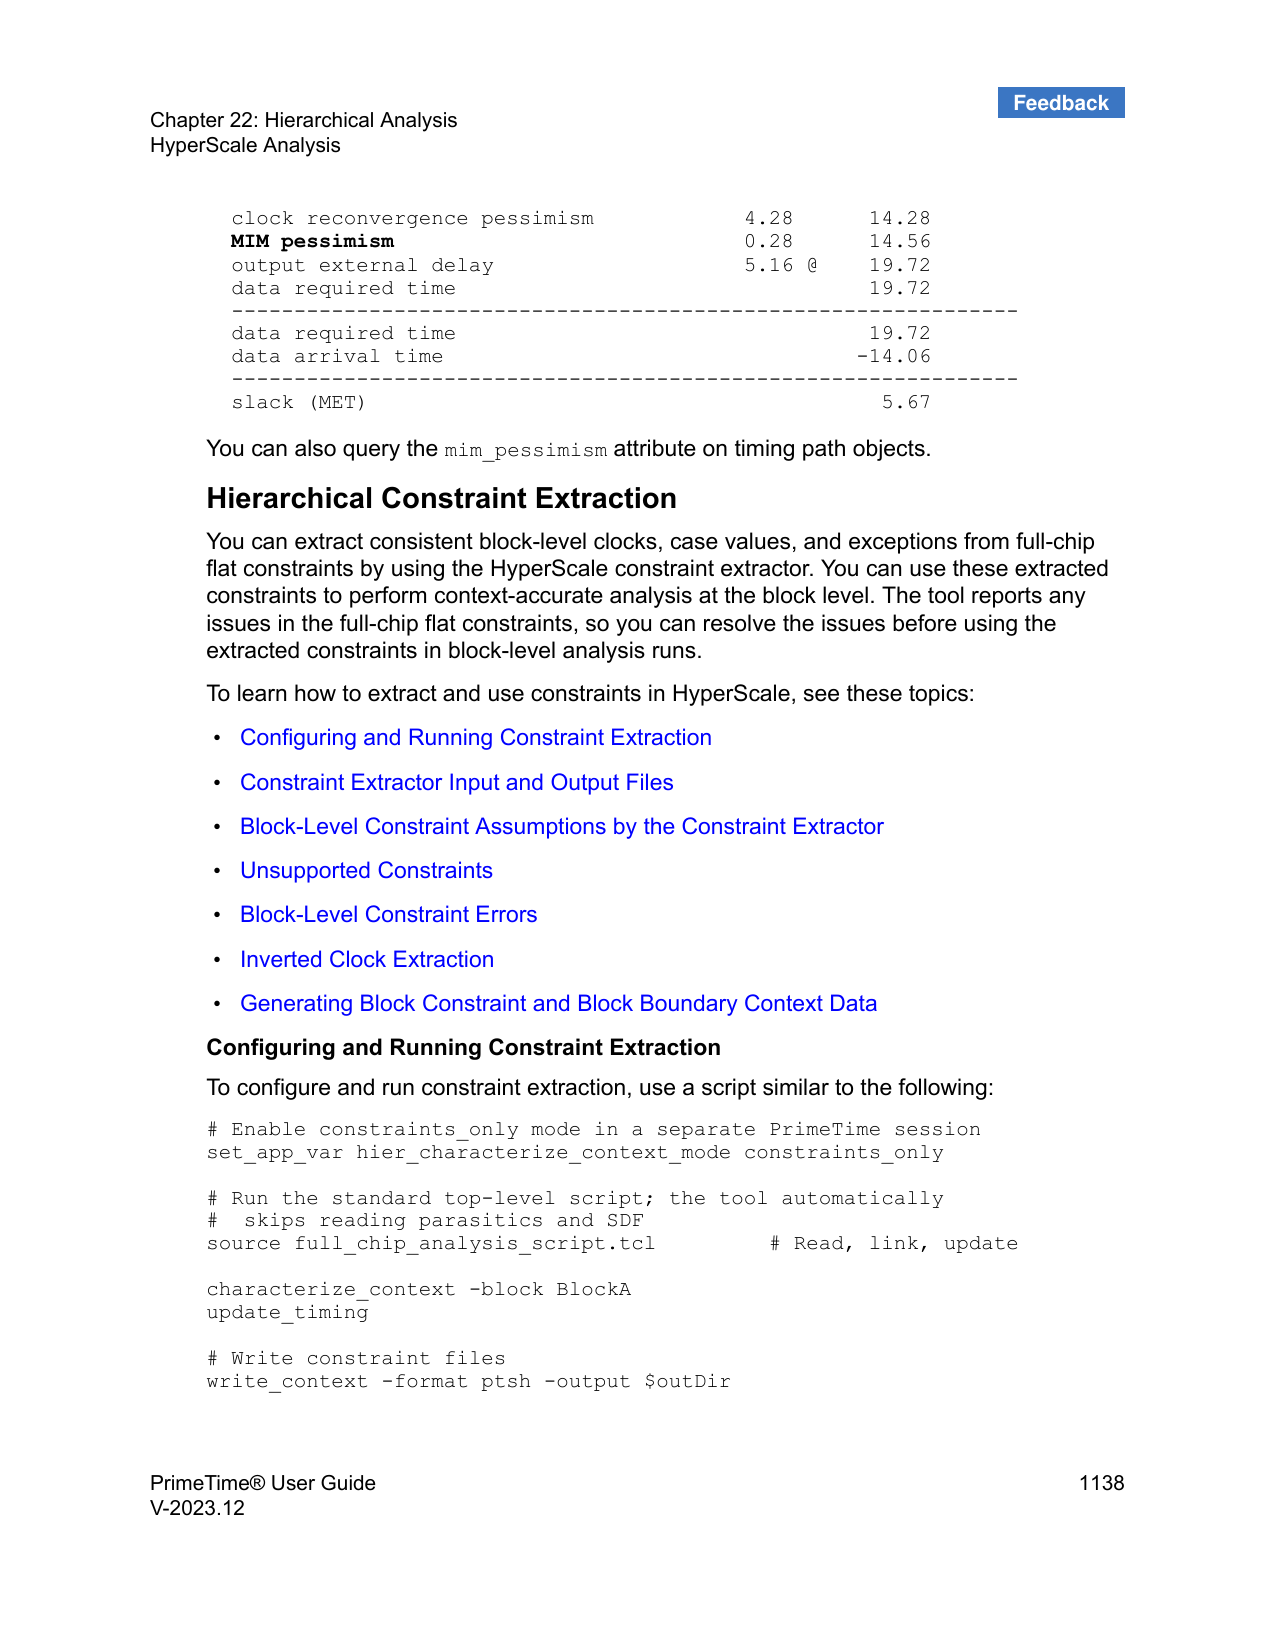 Feedback
Chapter 22: Hierarchical Analysis
HyperScale Analysis
clock reconvergence pessimism 4.28 14.28
MIM pessimism 0.28 14.56
output external delay 5.16 @ 19.72
data required time 19.72
---------------------------------------------------------------
data required time 19.72
data arrival time -14.06
---------------------------------------------------------------
slack (MET) 5.67
You can also query the mim_pessimism attribute on timing path objects.
Hierarchical Constraint Extraction
You can extract consistent block-level clocks, case values, and exceptions from full-chip
flat constraints by using the HyperScale constraint extractor. You can use these extracted
constraints to perform context-accurate analysis at the block level. The tool reports any
issues in the full-chip flat constraints, so you can resolve the issues before using the
extracted constraints in block-level analysis runs.
To learn how to extract and use constraints in HyperScale, see these topics:
• Configuring and Running Constraint Extraction
• Constraint Extractor Input and Output Files
• Block-Level Constraint Assumptions by the Constraint Extractor
• Unsupported Constraints
• Block-Level Constraint Errors
• Inverted Clock Extraction
• Generating Block Constraint and Block Boundary Context Data
Configuring and Running Constraint Extraction
To configure and run constraint extraction, use a script similar to the following:
# Enable constraints_only mode in a separate PrimeTime session
set_app_var hier_characterize_context_mode constraints_only
# Run the standard top-level script; the tool automatically
#  skips reading parasitics and SDF
source full_chip_analysis_script.tcl # Read, link, update
characterize_context -block BlockA
update_timing
# Write constraint files
write_context -format ptsh -output $outDir
PrimeTime® User Guide 1138
V-2023.12